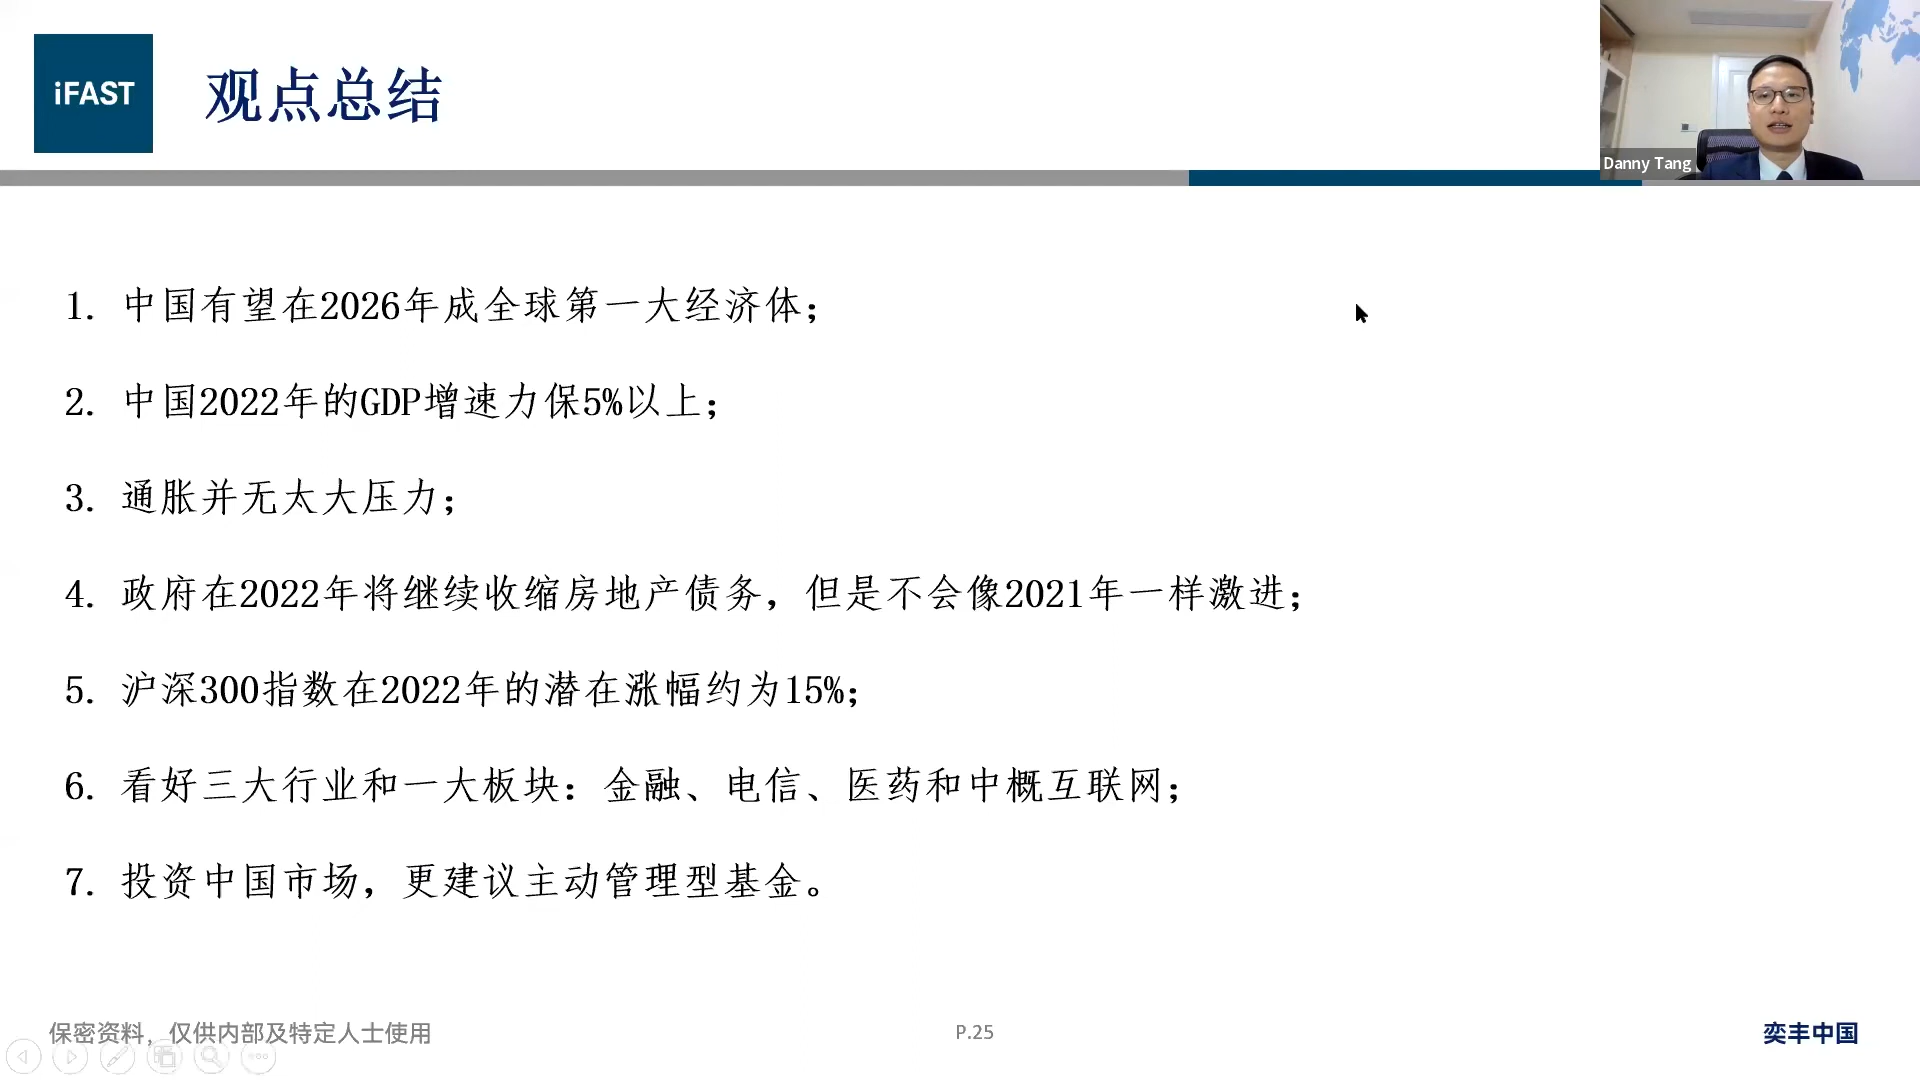 iFAST
观点总结
Danny Tang
1. 中国有望在2026年成全球第一大经济体；
2. 中国2022年的GDP增速力保5%以上；
3. 通胀并无太大压力；
4. 政府在2022年将继续收缩房地产债务，但是不会像2021年一样激进；
5. 沪深300指数在2022年的潜在涨幅约为15%；
6. 看好三大行业和一大板块：金融、电信、医药和中概互联网；
7. 投资中国市场，更建议主动管理型基金。
保密资料，仅供内部及特定人士使用
P.25
奕丰中国